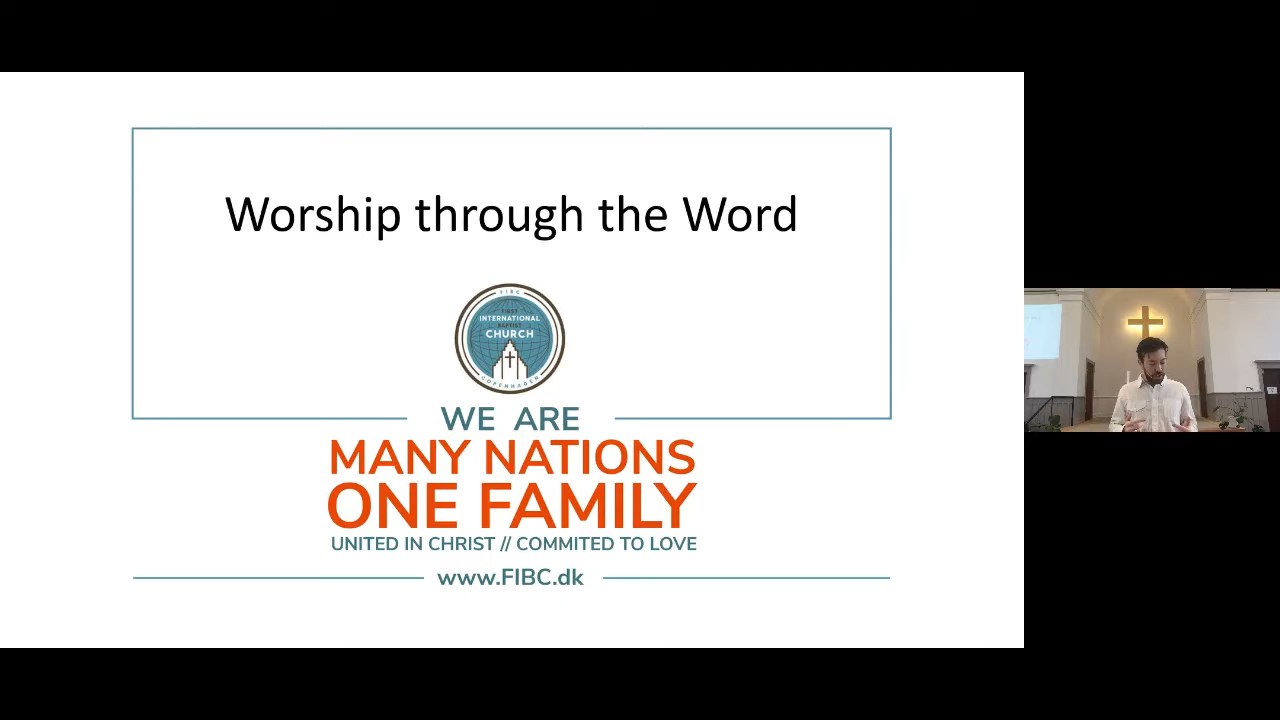 Worship through the Word
FIBC
FIRST
INTERNATIONAL
BAPTIST
CHURCH
COPENHAGEN
WE ARE
MANY NATIONS
ONE FAMILY
UNITED IN CHRIST // COMMITED TO LOVE
www.FIBC.dk